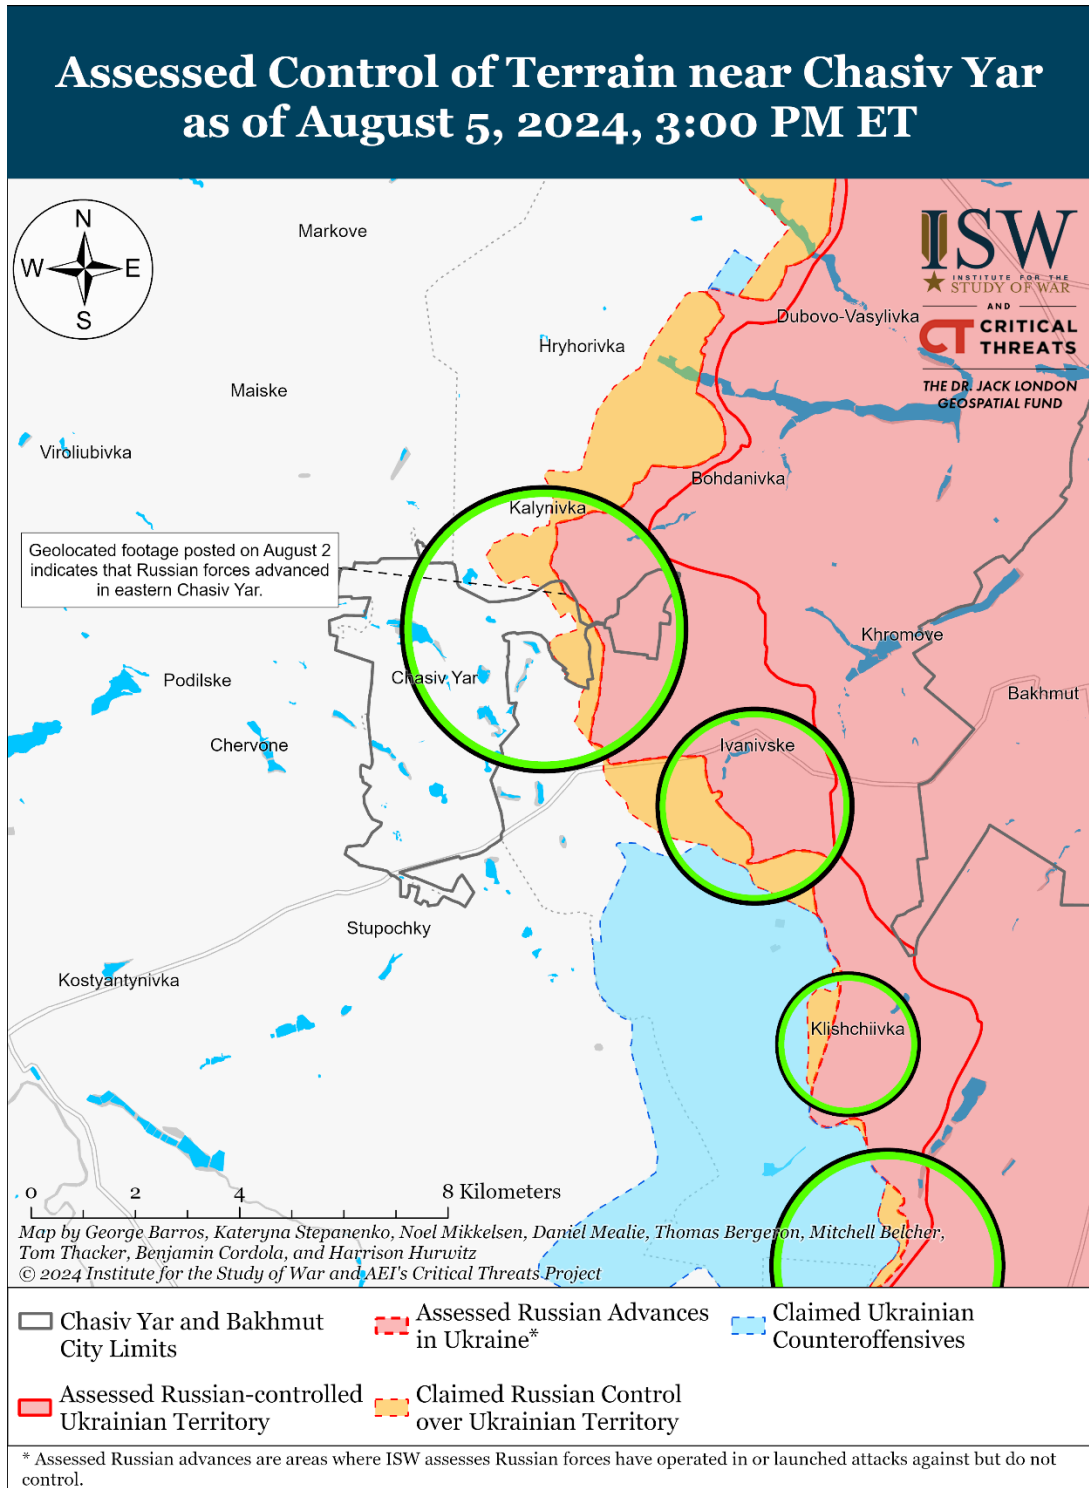 Assessed Control of Terrain near Chasiv Yar
as of August 5, 2024, 3:00 PM ET
N
W
E
S
ISW
INSTITUTE FOR THE
STUDY OF WAR
AND
CT CRITICAL
THREATS
THE DR. JACK LONDON
GEOSPATIAL FUND
Markove
Dubovo-Vasylivka
Hryhorivka
Maiske
Viroliubivka
Bohdanivka
Kalynivka
Geolocated footage posted on August 2
indicates that Russian forces advanced
in eastern Chasiv Yar.
Khromove
Podilske
Chasiv Yar
Bakhmut
Chervone
Ivanivske
Stupochky
Kostyantynivka
Klishchiivka
0 2 4 8 Kilometers
Map by George Barros, Kateryna Stepanenko, Noel Mikkelsen, Daniel Mealie, Thomas Bergeron, Mitchell Belcher,
Tom Thacker, Benjamin Cordola, and Harrison Hurwitz
© 2024 Institute for the Study of War and AEI's Critical Threats Project
Chasiv Yar and Bakhmut
City Limits
Assessed Russian Advances
in Ukraine*
Claimed Ukrainian
Counteroffensives
Assessed Russian-controlled
Ukrainian Territory
Claimed Russian Control
over Ukrainian Territory
* Assessed Russian advances are areas where ISW assesses Russian forces have operated in or launched attacks against but do not
control.